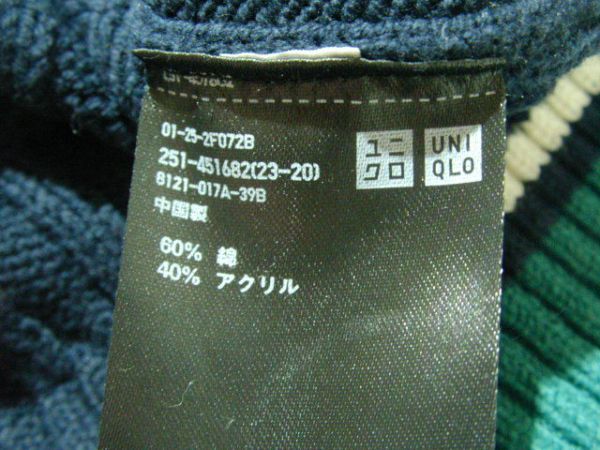 01-25-2F072B
251-451682(23-20)
8121-017A-39B
中国製
60% 綿
40% アクリル
ユニ
クロ
UNI
QLO